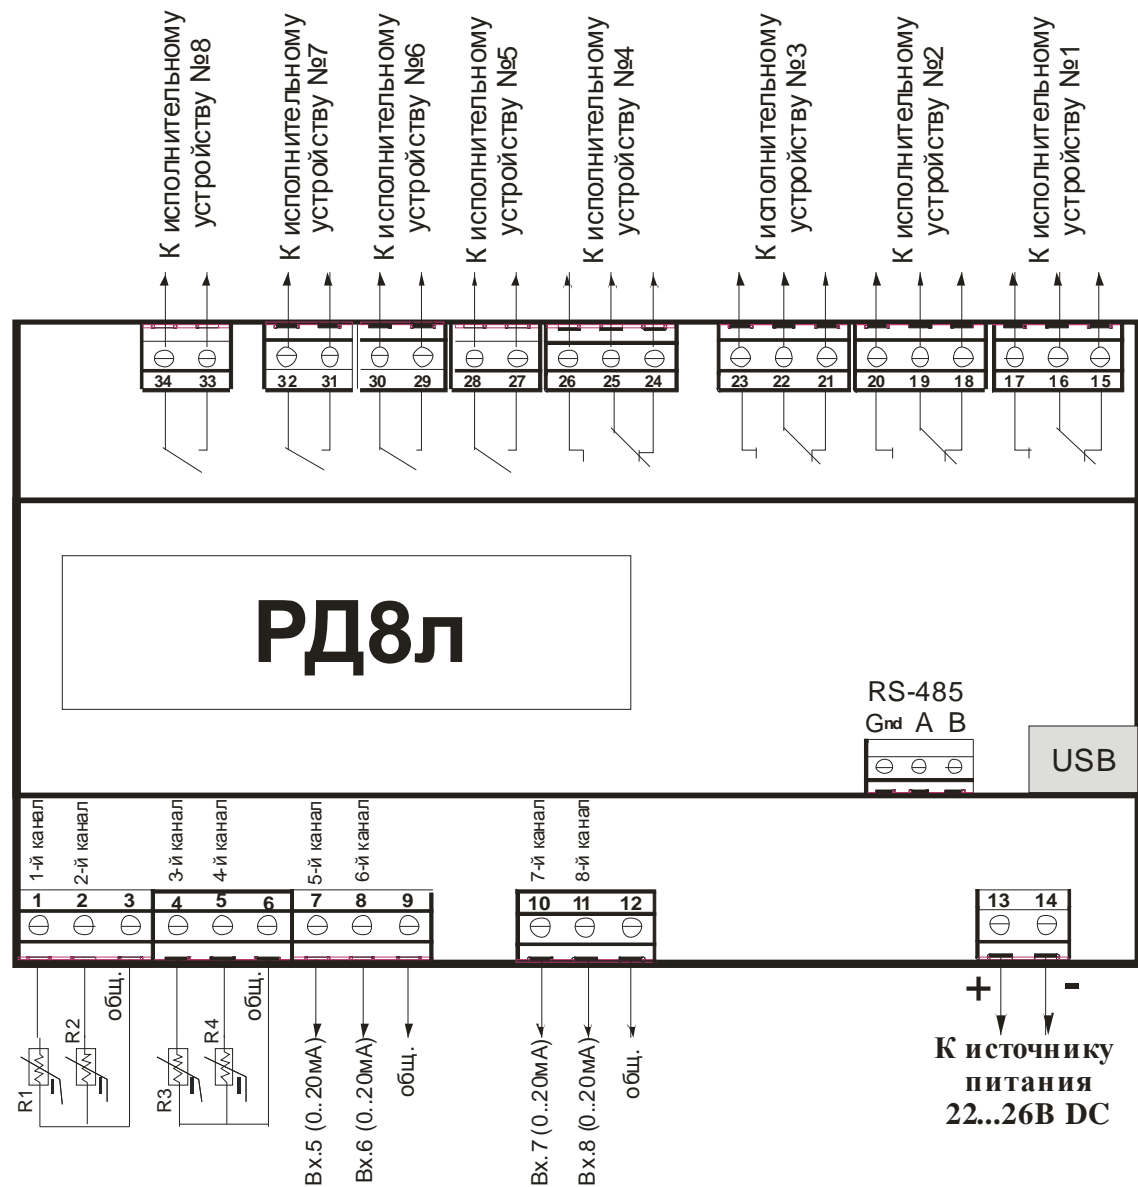 К исполнительному
устройству №8
К исполнительному
устройству №7
К исполнительному
устройству №6
К исполнительному
устройству №5
К исполнительному
устройству №4
К исполнительному
устройству №3
К исполнительному
устройству №2
К исполнительному
устройству №1
34 33 32 31 30 29 28 27 26 25 24 23 22 21 20 19 18 17 16 15
РД8л
RS-485
Gnd A B
USB
1-й канал
2-й канал
3-й канал
4-й канал
5-й канал
6-й канал
7-й канал
8-й канал
1 2 3 4 5 6 7 8 9 10 11 12 13 14
R1
R2
общ.
R3
R4
общ.
Вх.5 (0..20мА)
Вх.6 (0..20мА)
общ.
Вх.7 (0..20мА)
Вх.8 (0..20мА)
общ.
+ -
К источнику
питания
22...26В DC